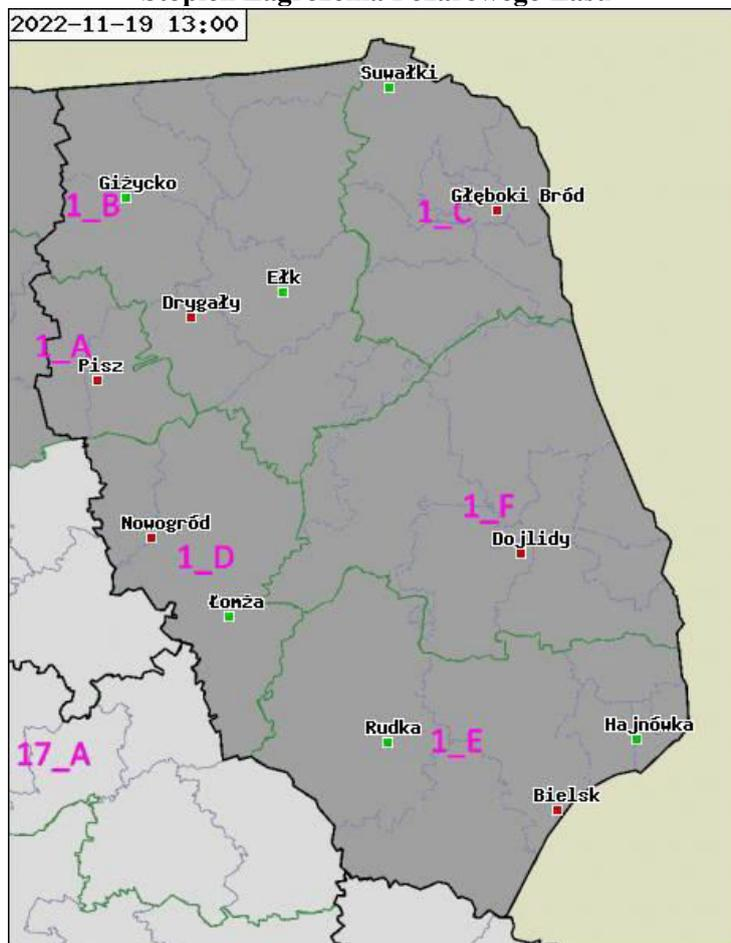 2022-11-19 13:00
Suwałki
Giżycko
1_B
Głęboki Bród
1_C
Ełk
Drygały
1_A
Pisz
1_F
Nowogród
Dojlidy
1_D
Łomża
Rudka
1_E
Hajnówka
17_A
Bielsk